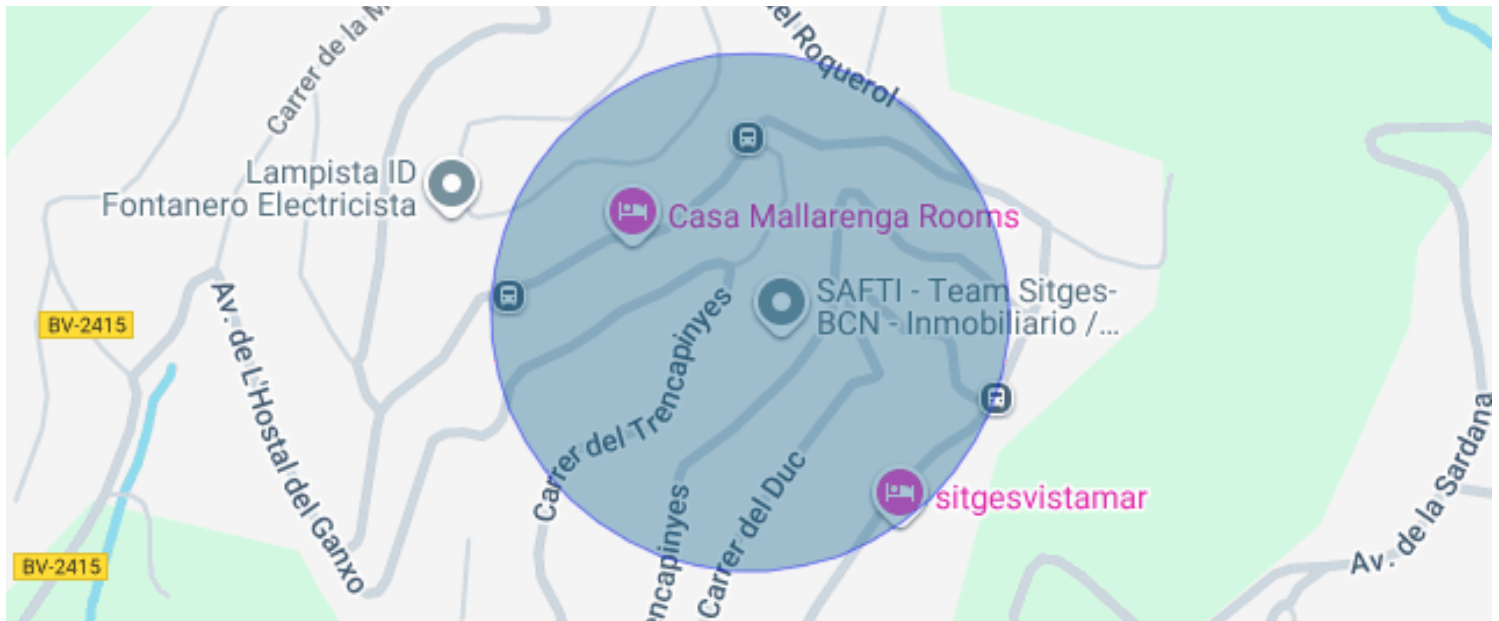 Carrer de la M
el Roquerol
Lampista ID
Fontanero Electricista
Casa Mallarenga Rooms
SAFTI - Team Sitges-
BCN - Inmobiliario /...
BV-2415
Av. de L'Hostal del Ganxo
Carrer del Trencapinyes
encapinyes
Carrer del Duc
sitgesvistamar
Av. de la Sardana
BV-2415